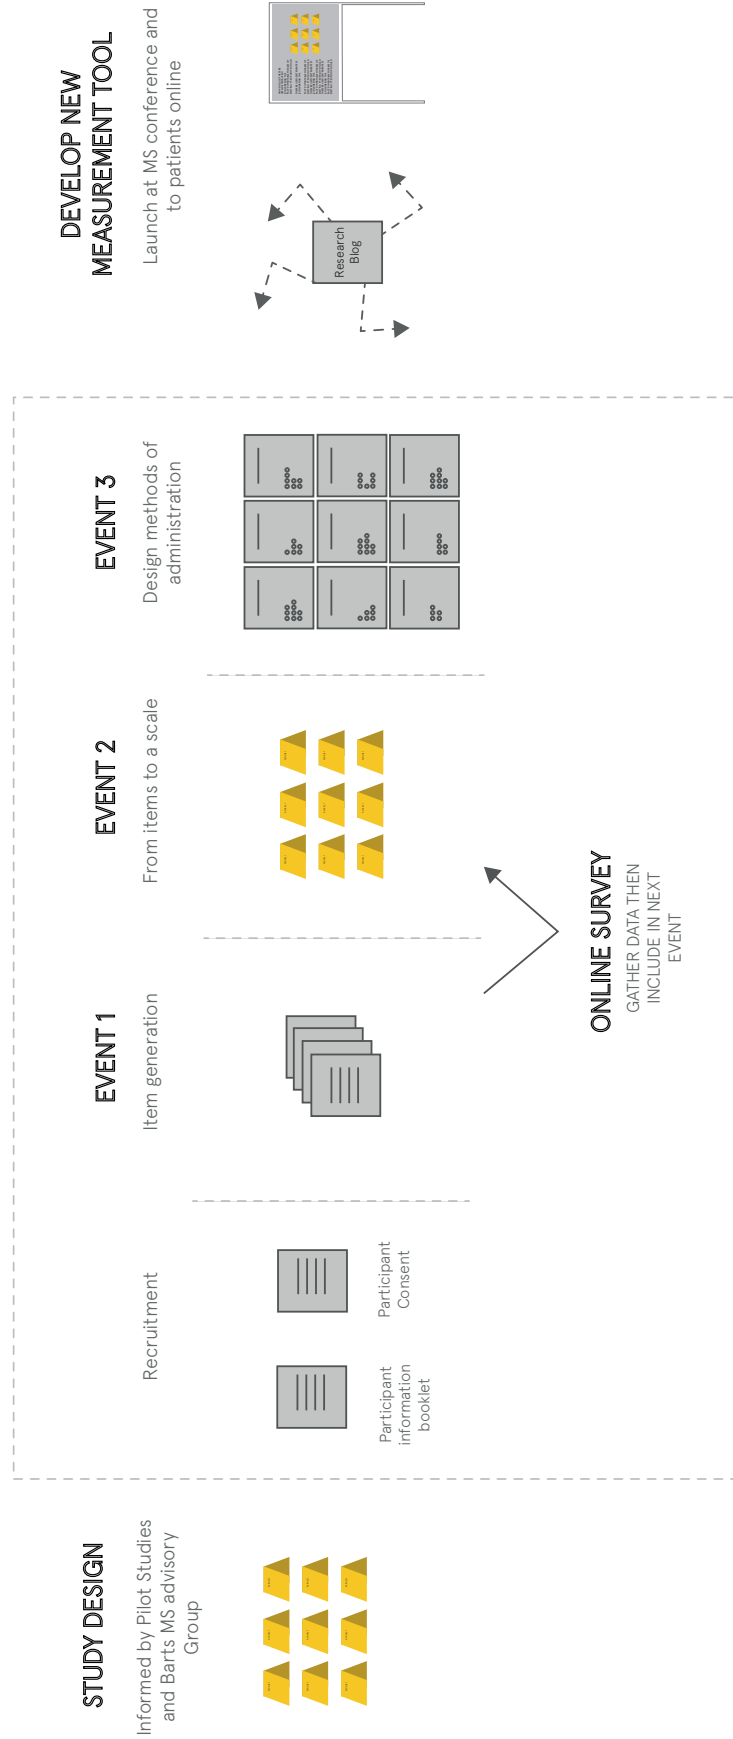 STUDY DESIGN
Informed by Pilot Studies
and Barts MS advisory
Group
Recruitment
Participant
information
booklet
Participant
Consent
EVENT 1
Item generation
EVENT 2
From items to a scale
ONLINE SURVEY
GATHER DATA THEN
INCLUDE IN NEXT
EVENT
EVENT 3
Design methods of
administration
DEVELOP NEW
MEASUREMENT TOOL
Launch at MS conference and
to patients online
Research
Blog